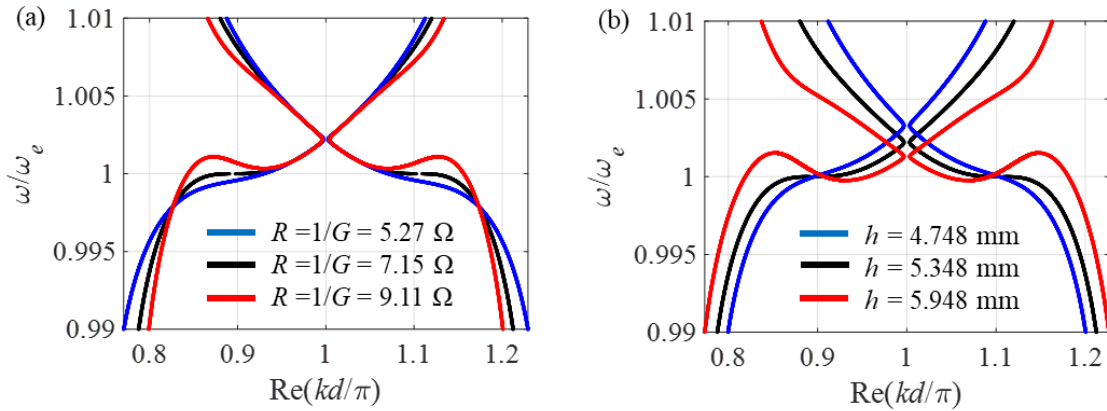 (a)
1.01
1.005
1
0.995
0.99
ω/ωe
R =1/G = 5.27 Ω
R =1/G = 7.15 Ω
R =1/G = 9.11 Ω
0.8 0.9 1 1.1 1.2
Re(kd/π)
(b)
1.01
1.005
1
0.995
0.99
ω/ωe
h = 4.748 mm
h = 5.348 mm
h = 5.948 mm
0.8 0.9 1 1.1 1.2
Re(kd/π)